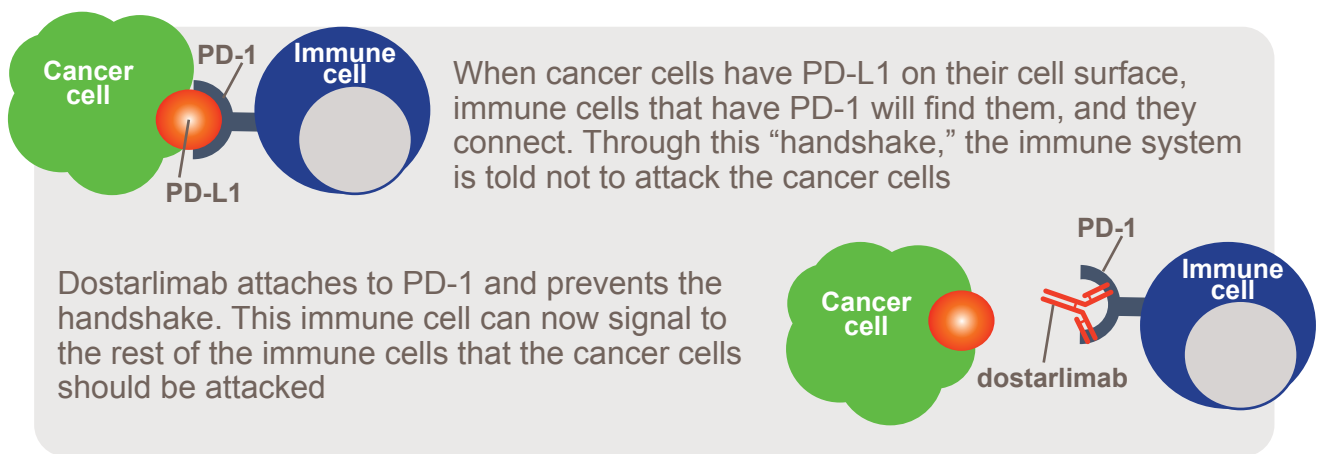 PD-1
Cancer
cell
Immune
cell
PD-L1
When cancer cells have PD-L1 on their cell surface,
immune cells that have PD-1 will find them, and they
connect. Through this “handshake,” the immune system
is told not to attack the cancer cells
Dostarlimab attaches to PD-1 and prevents the
handshake. This immune cell can now signal to
the rest of the immune cells that the cancer cells
should be attacked
PD-1
Cancer
cell
Immune
cell
dostarlimab